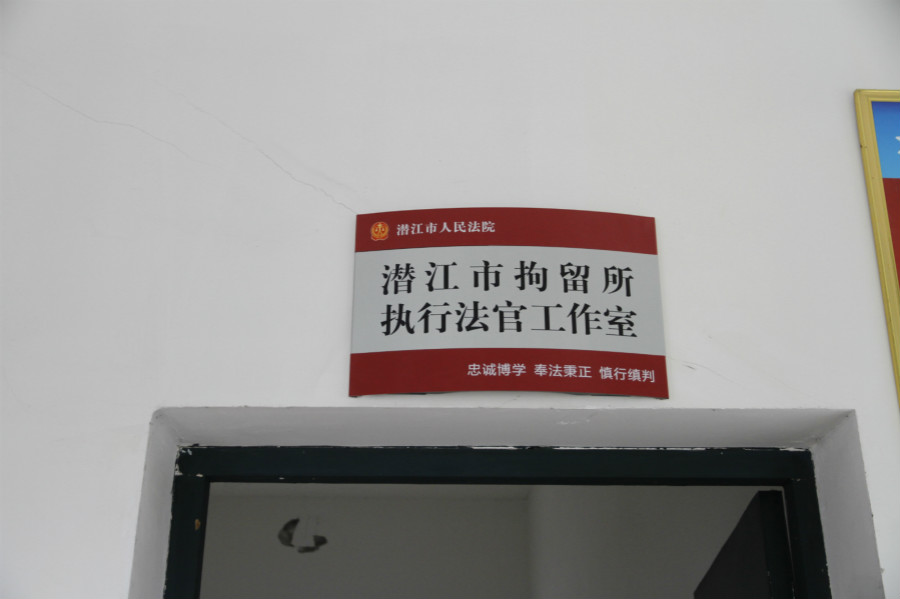 潜江市人民法院
潜江市拘留所
执行法官工作室
忠诚博学 奉法秉正 慎行缜判